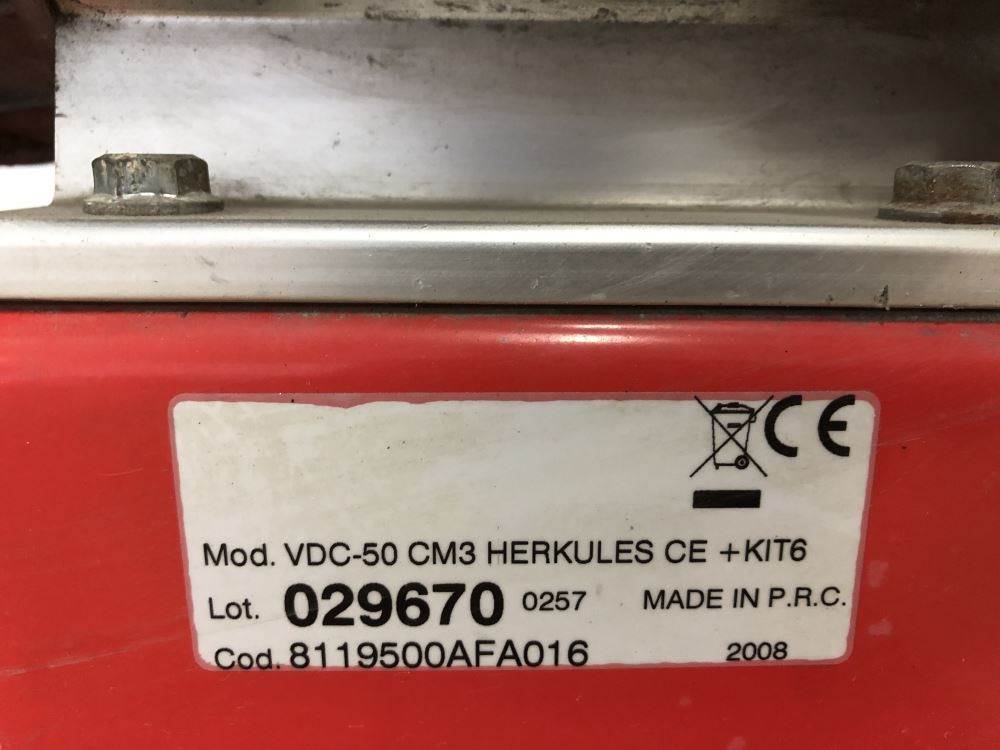 CE
Mod. VDC-50 CM3 HERKULES CE +KIT6
Lot. 029670 0257 MADE IN P.R.C.
Cod. 8119500AFA016 2008